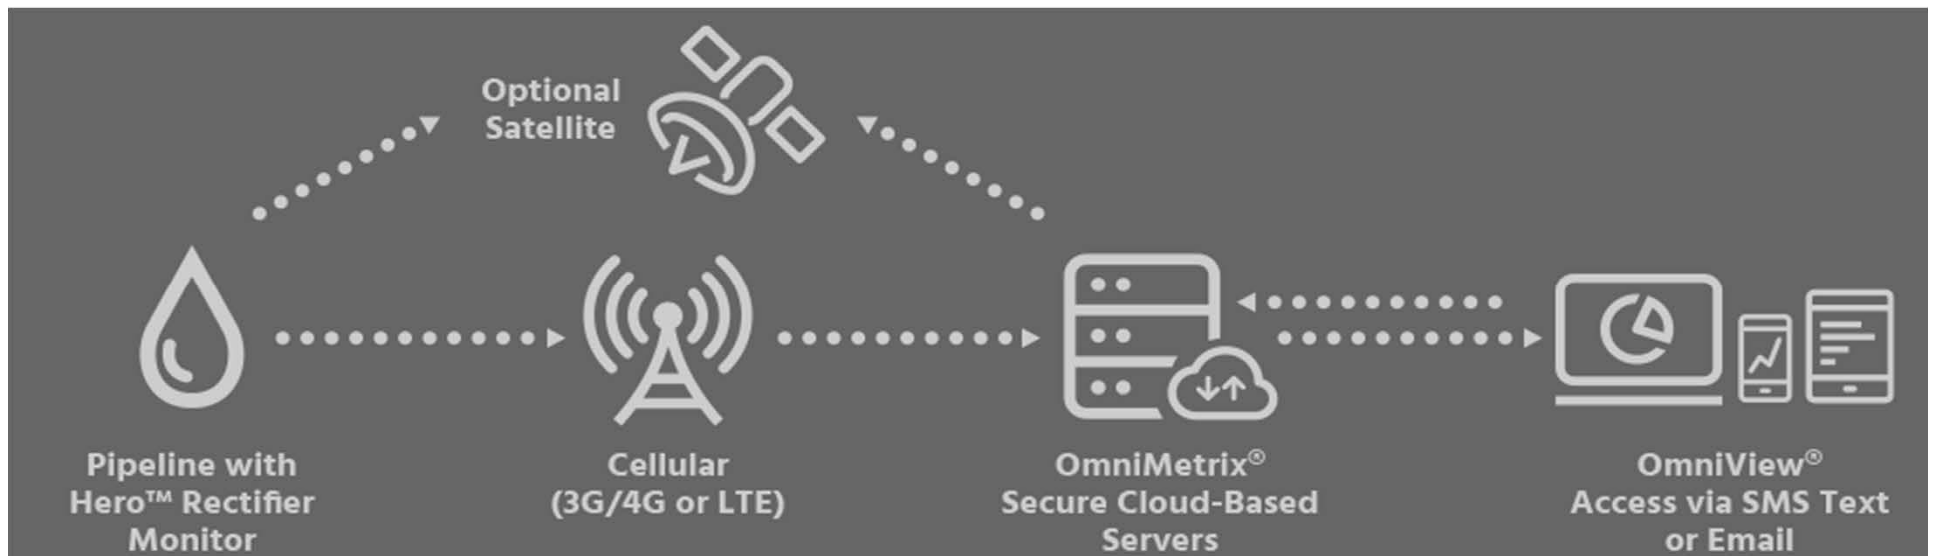 Optional
Satellite
Pipeline with
Hero™ Rectifier
Monitor
Cellular
(3G/4G or LTE)
OmniMetrix®
Secure Cloud-Based
Servers
OmniView®
Access via SMS Text
or Email